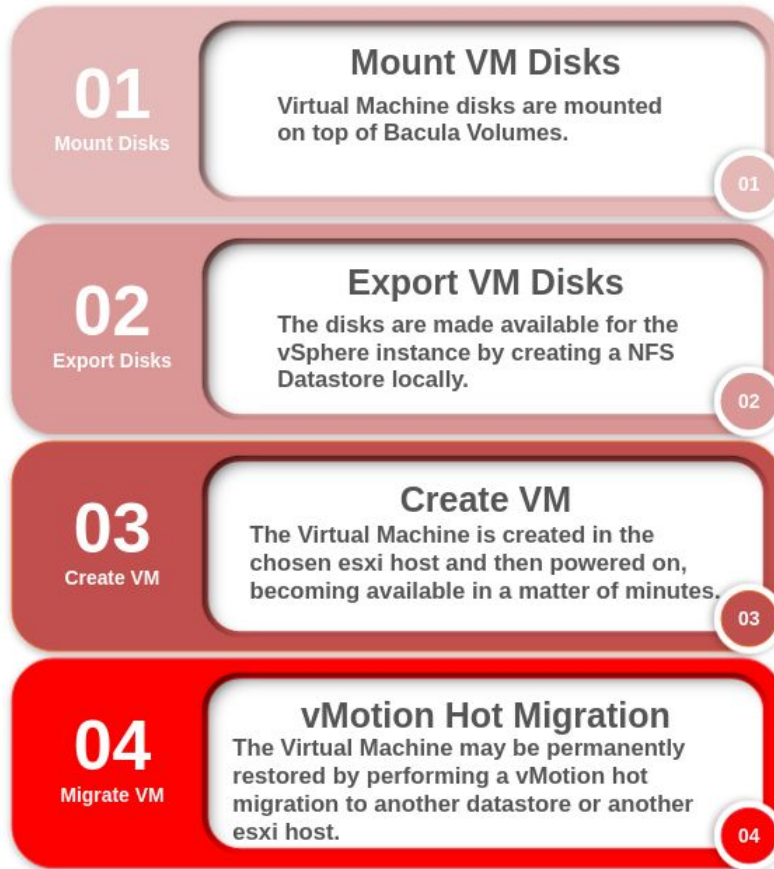 01
Mount Disks
Mount VM Disks
Virtual Machine disks are mounted
on top of Bacula Volumes.
01
02
Export Disks
Export VM Disks
The disks are made available for the
vSphere instance by creating a NFS
Datastore locally.
02
03
Create VM
Create VM
The Virtual Machine is created in the
chosen esxi host and then powered on,
becoming available in a matter of minutes.
03
04
Migrate VM
vMotion Hot Migration
The Virtual Machine may be permanently
restored by performing a vMotion hot
migration to another datastore or another
esxi host.
04